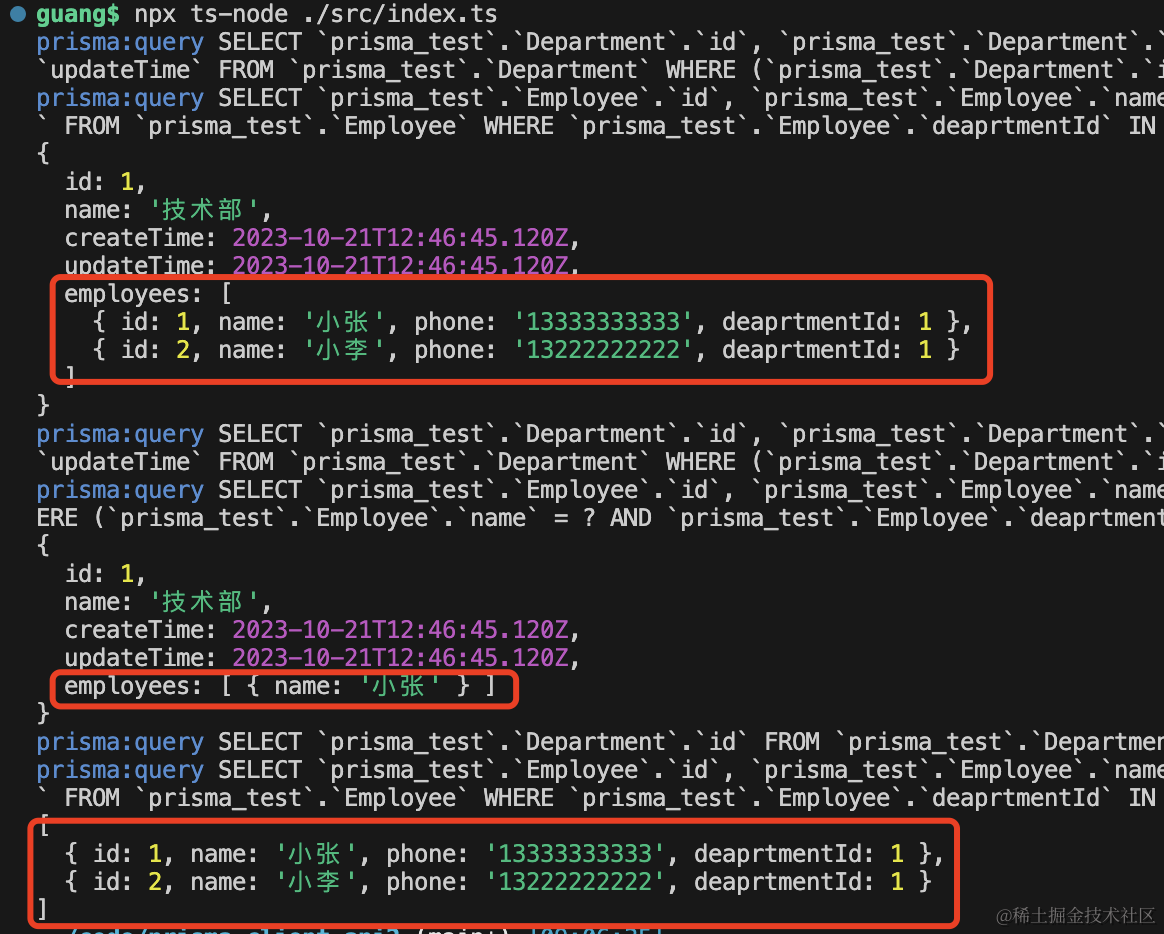 guang$ npx ts-node ./src/index.ts
prisma:query SELECT `prisma_test`.`Department`.`id`, `prisma_test`.`Department`.`
`updateTime` FROM `prisma_test`.`Department` WHERE (`prisma_test`.`Department`.`i
prisma:query SELECT `prisma_test`.`Employee`.`id`, `prisma_test`.`Employee`.`name
` FROM `prisma_test`.`Employee` WHERE `prisma_test`.`Employee`.`deaprtmentId` IN
{
id: 1,
name: '技术部',
createTime: 2023-10-21T12:46:45.120Z,
updateTime: 2023-10-21T12:46:45.120Z,
employees: [
{ id: 1, name: '小张', phone: '13333333333', deaprtmentId: 1 },
{ id: 2, name: '小李', phone: '13222222222', deaprtmentId: 1 }
]
}
prisma:query SELECT `prisma_test`.`Department`.`id`, `prisma_test`.`Department`.`
`updateTime` FROM `prisma_test`.`Department` WHERE (`prisma_test`.`Department`.`i
prisma:query SELECT `prisma_test`.`Employee`.`id`, `prisma_test`.`Employee`.`name
ERE (`prisma_test`.`Employee`.`name` = ? AND `prisma_test`.`Employee`.`deaprtment
{
id: 1,
name: '技术部',
createTime: 2023-10-21T12:46:45.120Z,
updateTime: 2023-10-21T12:46:45.120Z,
employees: [ { name: '小张' } ]
}
prisma:query SELECT `prisma_test`.`Department`.`id` FROM `prisma_test`.`Departmen
prisma:query SELECT `prisma_test`.`Employee`.`id`, `prisma_test`.`Employee`.`name
` FROM `prisma_test`.`Employee` WHERE `prisma_test`.`Employee`.`deaprtmentId` IN
[
{ id: 1, name: '小张', phone: '13333333333', deaprtmentId: 1 },
{ id: 2, name: '小李', phone: '13222222222', deaprtmentId: 1 }
]
@稀土掘金技术社区